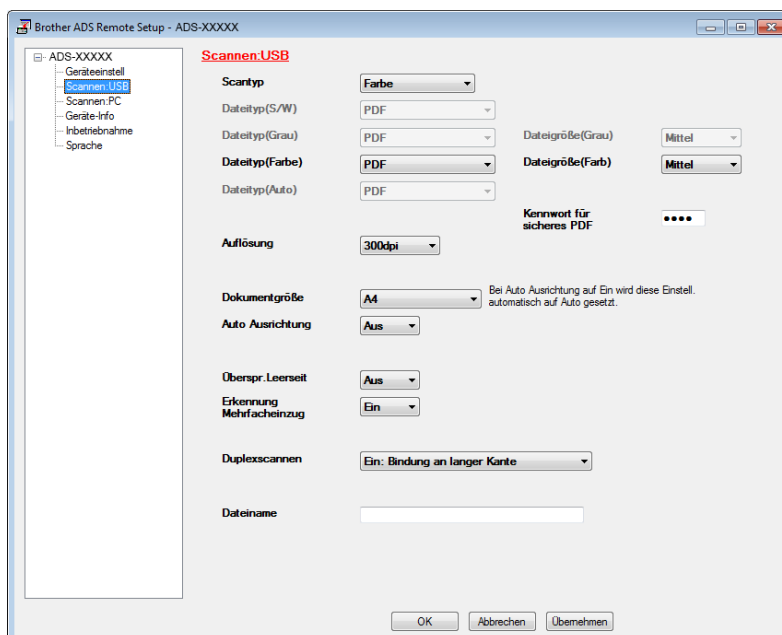 Brother ADS Remote Setup - ADS-XXXXX
ADS-XXXXX
Geräteeinstell
Scannen:USB
Scannen:PC
Geräte-Info
Inbetriebnahme
Sprache
Scannen:USB
Scantyp Farbe
Dateityp(S/W) PDF
Dateityp(Grau) PDF Dateigröße(Grau) Mittel
Dateityp(Farbe) PDF Dateigröße(Farb) Mittel
Dateityp(Auto) PDF
Kennwort für
sicheres PDF ●●●●
Auflösung 300dpi
Dokumentgröße A4 Bei Auto Ausrichtung auf Ein wird diese Einstell.
automatisch auf Auto gesetzt.
Auto Ausrichtung Aus
Überspr.Leerseit Aus
Erkennung
Mehrfacheinzug Ein
Duplexscannen Ein: Bindung an langer Kante
Dateiname
OK Abbrechen Übernehmen